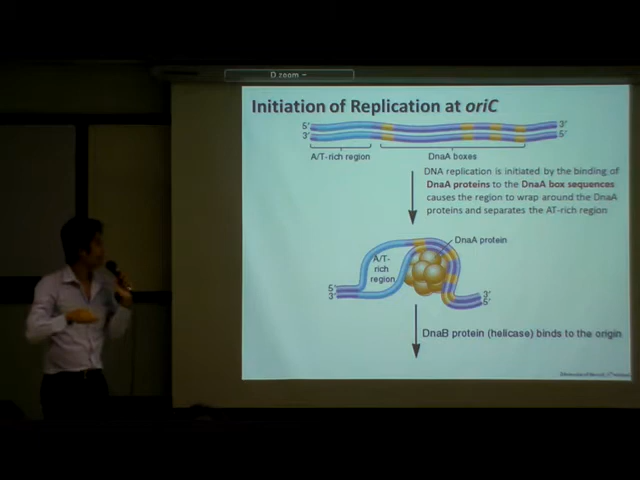 D.zoom
Initiation of Replication at oriC
5' 3'
3' 5'
A/T-rich region DnaA boxes
DNA replication is initiated by the binding of
DnaA proteins to the DnaA box sequences
causes the region to wrap around the DnaA
proteins and separates the AT-rich region
DnaA protein
A/T-
rich
region
5' 3'
3' 5'
DnaB protein (helicase) binds to the origin